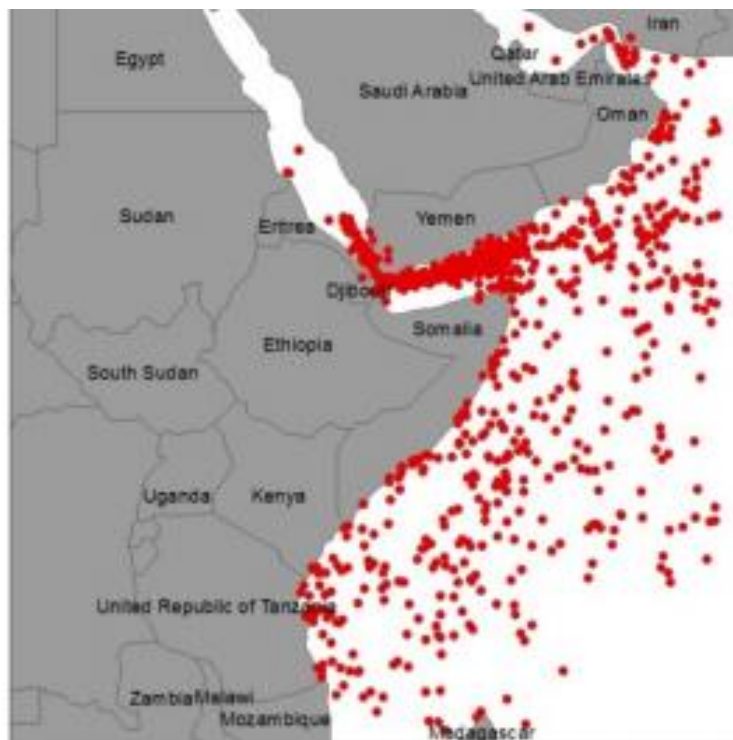 Iran
Egypt
Qatar
United Arab Emirates
Saudi Arabia
Oman
Sudan
Eritrea
Yemen
Djibouti
Somalia
Ethiopia
South Sudan
Uganda
Kenya
United Republic of Tanzania
Zambia
Malawi
Mozambique
Madagascar